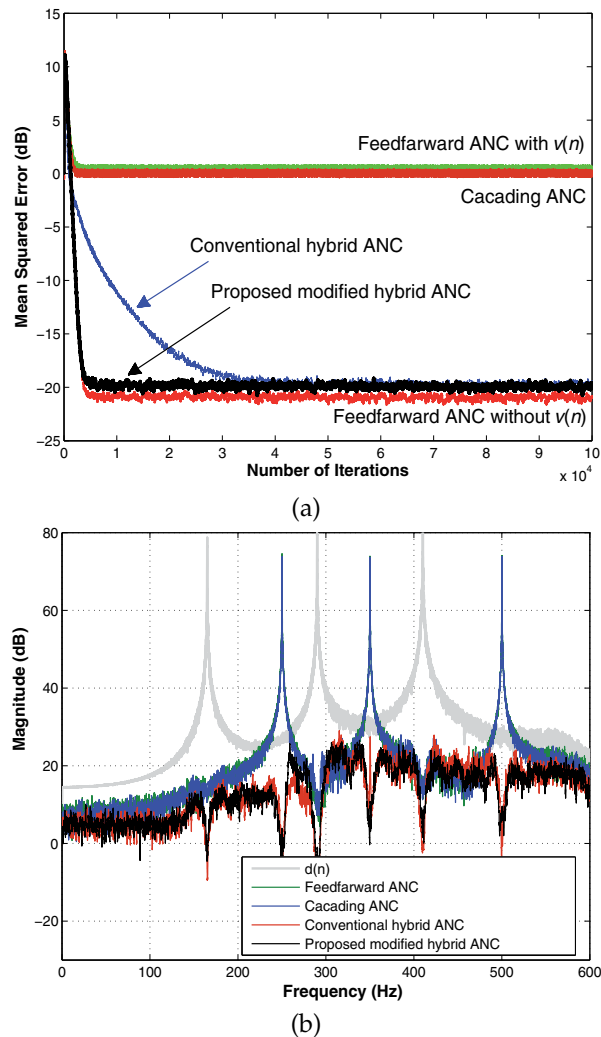 15
10
5
0
−5
−10
−15
−20
−25
Mean Squared Error (dB)
Feedfarward ANC with v(n)
Cacading ANC
Conventional hybrid ANC
Proposed modified hybrid ANC
Feedfarward ANC without v(n)
0 1 2 3 4 5 6 7 8 9 10
x 10⁴
Number of Iterations
(a)
80
60
40
20
0
−20
Magnitude (dB)
d(n)
Feedfarward ANC
Cacading ANC
Conventional hybrid ANC
Proposed modified hybrid ANC
0 100 200 300 400 500 600
Frequency (Hz)
(b)